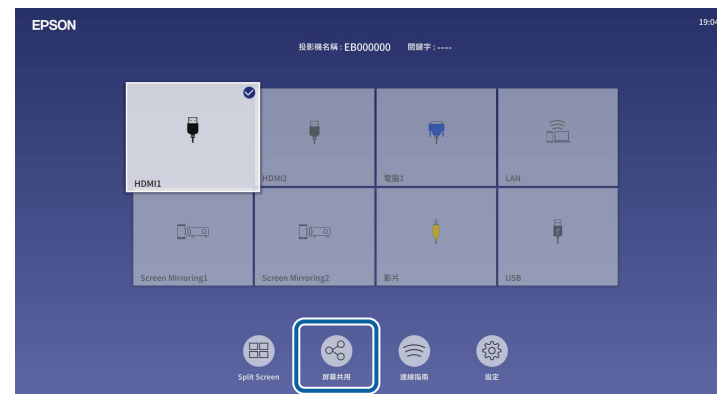 EPSON
19:04
投影機名稱 : EB000000 關鍵字 : ----
HDMI1
HDMI2
電腦1
LAN
Screen Mirroring1
Screen Mirroring2
影片
USB
Split Screen
屏幕共用
連線指南
設定